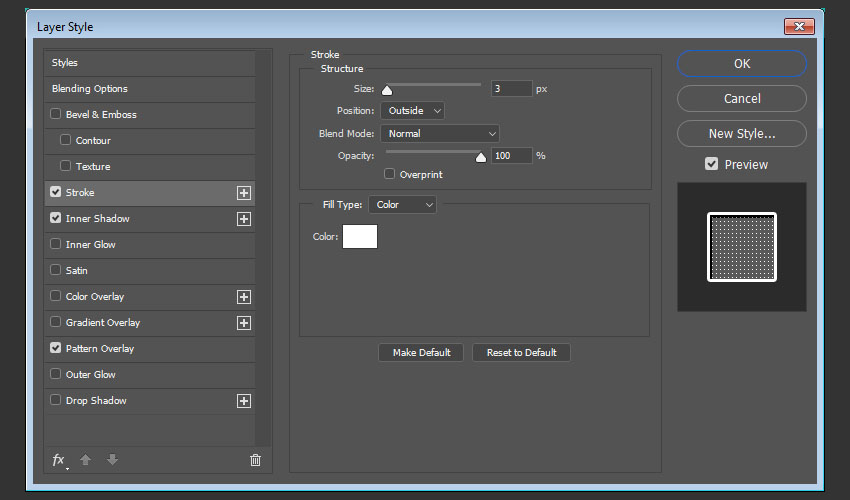 Layer Style
Styles
Blending Options
Bevel & Emboss
Contour
Texture
Stroke
Inner Shadow
Inner Glow
Satin
Color Overlay
Gradient Overlay
Pattern Overlay
Outer Glow
Drop Shadow
fx
Stroke
Structure
Size: 3 px
Position: Outside
Blend Mode: Normal
Opacity: 100 %
Overprint
Fill Type: Color
Color:
Make Default Reset to Default
OK
Cancel
New Style...
Preview